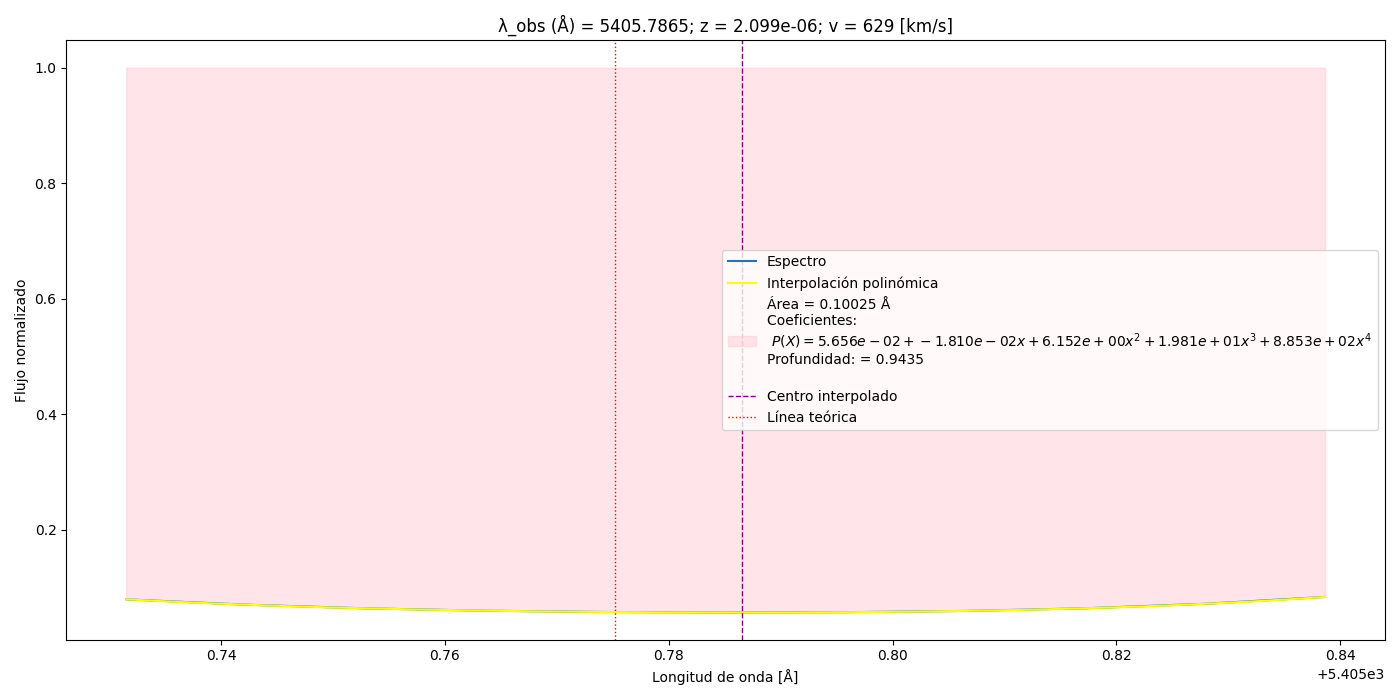 λ_obs (Å) = 5405.7865; z = 2.099e-06; v = 629 [km/s]
Flujo normalizado
1.0
0.8
0.6
0.4
0.2
Espectro
Interpolación polinómica
Área = 0.10025 Å
Coeficientes:
P(X) = 5.656e − 02 + − 1.810e − 02x + 6.152e + 00x² + 1.981e + 01x³ + 8.853e + 02x⁴
Profundidad: = 0.9435
Centro interpolado
Línea teórica
0.74 0.76 0.78 0.80 0.82 0.84
+5.405e3
Longitud de onda [Å]